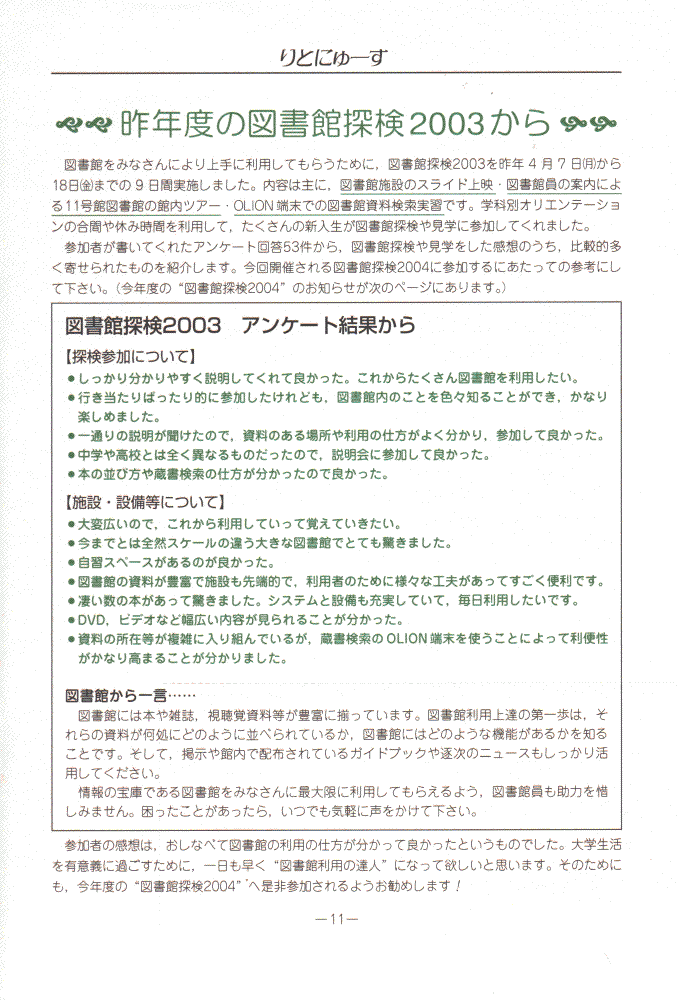 りとにゅーす
昨年度の図書館探検2003から
図書館をみなさんにより上手に利用してもらうために，図書館探検2003を昨年4月7日㈪から
18日㈮までの9日間実施しました。内容は主に，図書館施設のスライド上映・図書館員の案内によ
る11号館図書館の館内ツアー・OLION端末での図書館資料検索実習です。学科別オリエンテーショ
ンの合間や休み時間を利用して，たくさんの新入生が図書館探検や見学に参加してくれました。
参加者が書いてくれたアンケート回答53件から，図書館探検や見学をした感想のうち，比較的多
く寄せられたものを紹介します。今回開催される図書館探検2004に参加するにあたっての参考にし
て下さい。（今年度の“図書館探検2004”のお知らせが次のページにあります。）
図書館探検2003　アンケート結果から
【探検参加について】
●しっかり分かりやすく説明してくれて良かった。これからたくさん図書館を利用したい。
●行き当たりばったり的に参加したけれども，図書館内のことを色々知ることができ，かなり
楽しめました。
●一通りの説明が聞けたので，資料のある場所や利用の仕方がよく分かり，参加して良かった。
●中学や高校とは全く異なるものだったので，説明会に参加して良かった。
●本の並び方や蔵書検索の仕方が分かったので良かった。
【施設・設備等について】
●大変広いので，これから利用していって覚えていきたい。
●今までとは全然スケールの違う大きな図書館でとても驚きました。
●自習スペースがあるのが良かった。
●図書館の資料が豊富で施設も先端的で，利用者のために様々な工夫があってすごく便利です。
●凄い数の本があって驚きました。システムと設備も充実していて，毎日利用したいです。
●DVD，ビデオなど幅広い内容が見られることが分かった。
●資料の所在等が複雑に入り組んでいるが，蔵書検索のOLION端末を使うことによって利便性
がかなり高まることが分かりました。
図書館から一言……
図書館には本や雑誌，視聴覚資料等が豊富に揃っています。図書館利用上達の第一歩は，そ
れらの資料が何処にどのように並べられているか，図書館にはどのような機能があるかを知る
ことです。そして，掲示や館内で配布されているガイドブックや逐次のニュースもしっかり活
用してください。
情報の宝庫である図書館をみなさんに最大限に利用してもらえるよう，図書館員も助力を惜
しみません。困ったことがあったら，いつでも気軽に声をかけて下さい。
参加者の感想は，おしなべて図書館の利用の仕方が分かって良かったというものでした。大学生活
を有意義に過ごすために，一日も早く“図書館利用の達人”になって欲しいと思います。そのために
も，今年度の“図書館探検2004”へ是非参加されるようお勧めします！
―11―